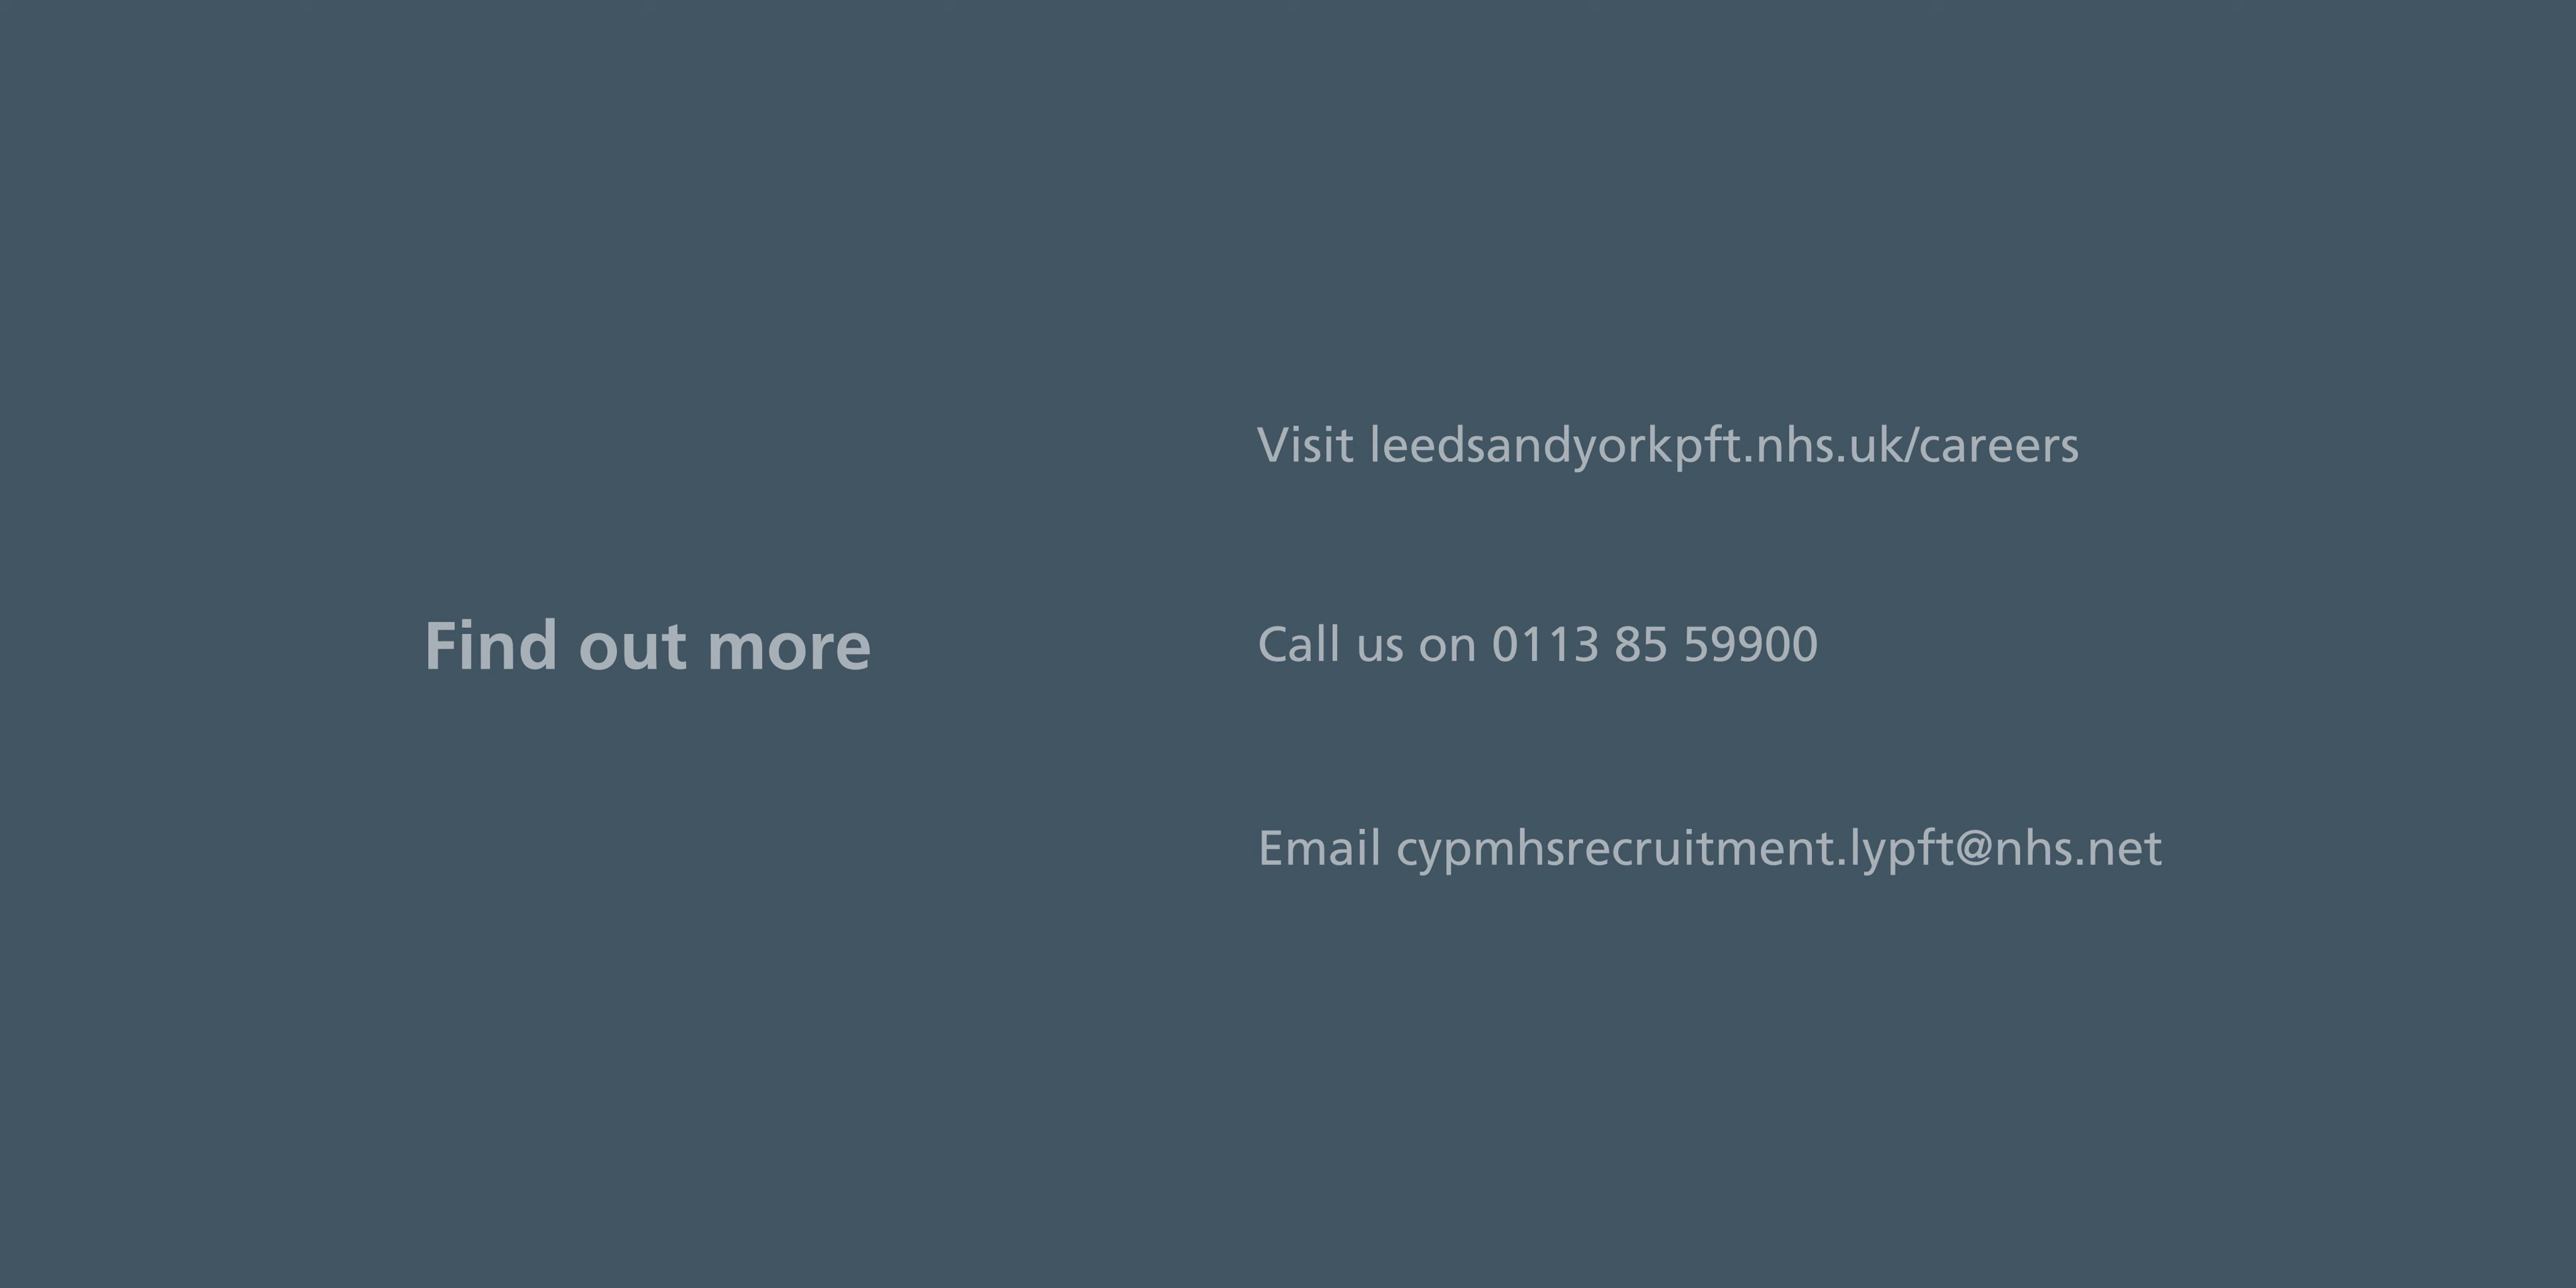 Find out more
Visit leedsandyorkpft.nhs.uk/careers
Call us on 0113 85 59900
Email cypmhsrecruitment.lypft@nhs.net